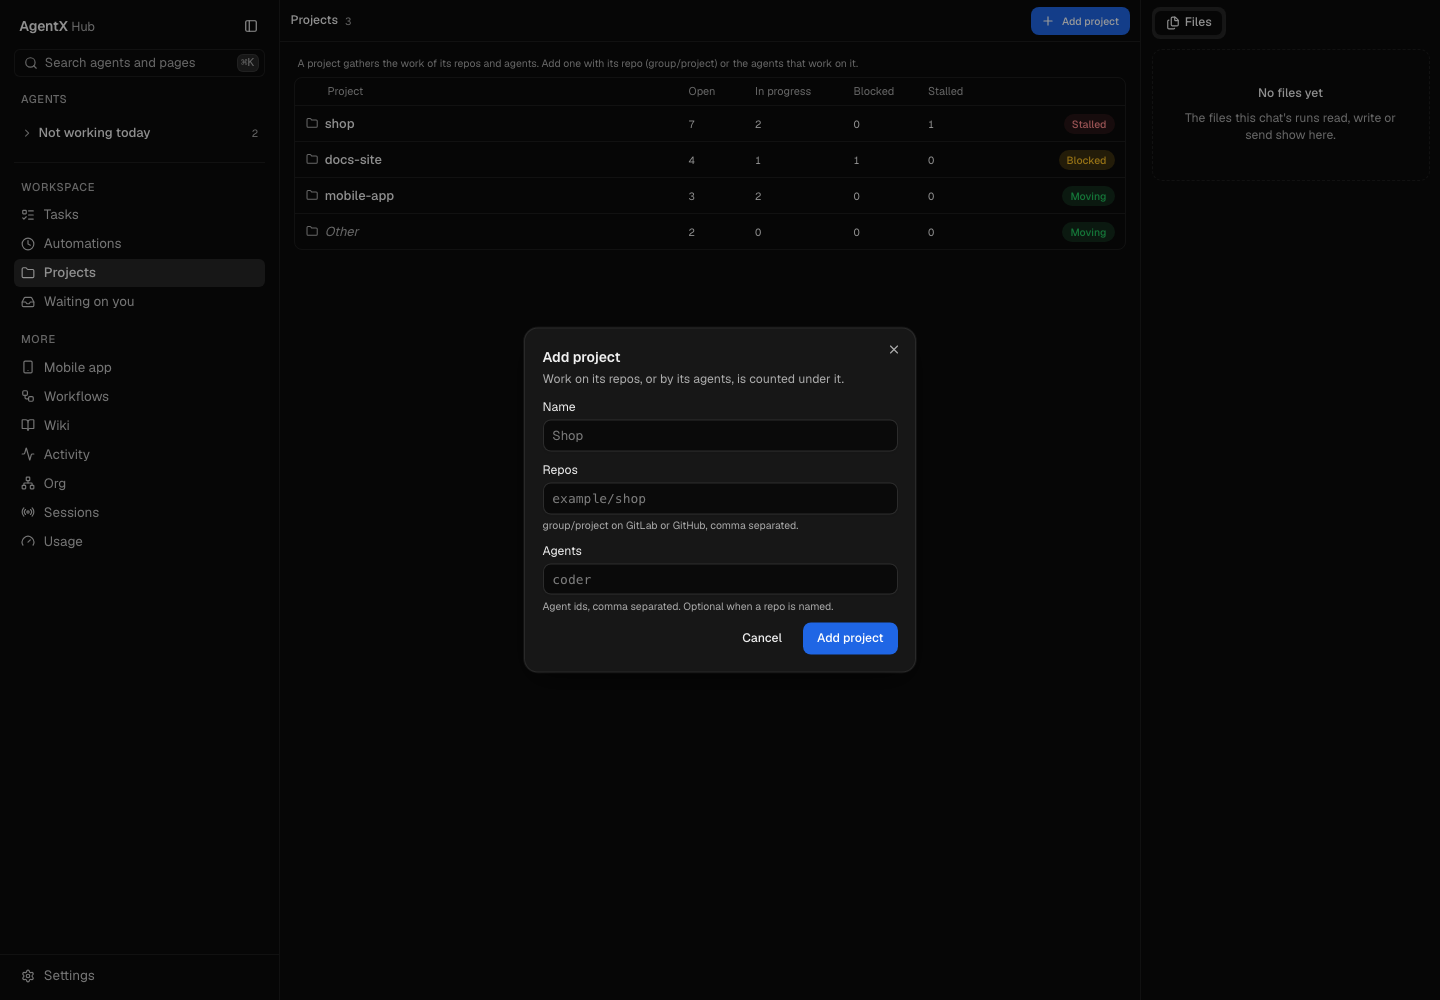 AgentX Hub
Search agents and pages
⌘K
AGENTS
Not working today
2
WORKSPACE
Tasks
Automations
Projects
Waiting on you
MORE
Mobile app
Workflows
Wiki
Activity
Org
Sessions
Usage
Settings
Projects 3
Add project
A project gathers the work of its repos and agents. Add one with its repo (group/project) or the agents that work on it.
Project Open In progress Blocked Stalled
shop 7 2 0 1 Stalled
docs-site 4 1 1 0 Blocked
mobile-app 3 2 0 0 Moving
Other 2 0 0 0 Moving
Add project
Work on its repos, or by its agents, is counted under it.
Name
Shop
Repos
example/shop
group/project on GitLab or GitHub, comma separated.
Agents
coder
Agent ids, comma separated. Optional when a repo is named.
Cancel
Add project
Files
No files yet
The files this chat's runs read, write or
send show here.